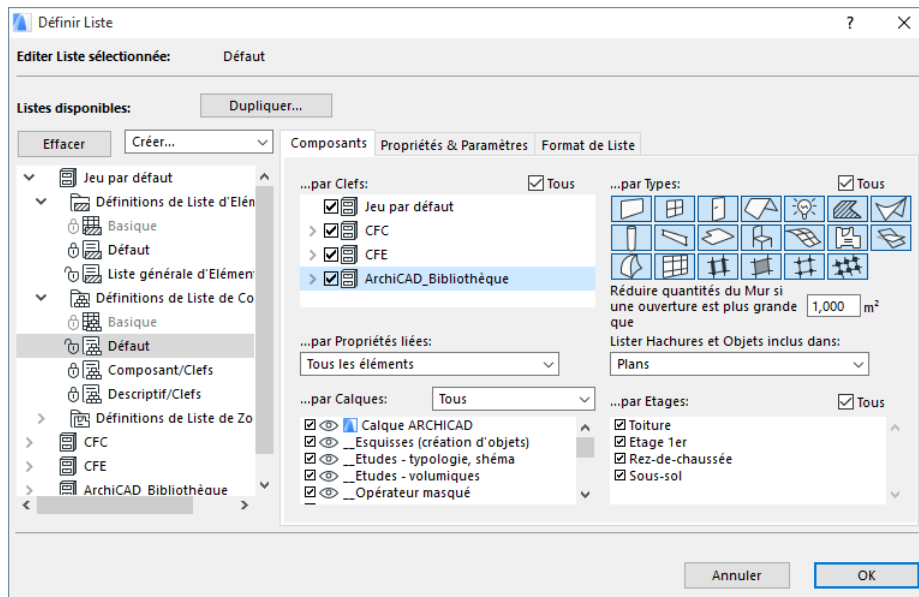 Définir Liste
Editer Liste sélectionnée: Défaut
Listes disponibles: Dupliquer...
Effacer Créer...
Jeu par défaut
Définitions de Liste d'Elén
Basique
Défaut
Liste générale d'Elémen
Définitions de Liste de Co
Basique
Défaut
Composant/Clefs
Descriptif/Clefs
Définitions de Liste de Zo
CFC
CFE
ArchiCAD_Bibliothèque
Composants Propriétés & Paramètres Format de Liste
...par Clefs: Tous
Jeu par défaut
CFC
CFE
ArchiCAD_Bibliothèque
...par Types: Tous
Réduire quantités du Mur si
une ouverture est plus grande 1,000 m²
que
...par Propriétés liées:
Tous les éléments
Lister Hachures et Objets inclus dans:
Plans
...par Calques: Tous
Calque ARCHICAD
__Esquisses (création d'objets)
__Etudes - typologie, shéma
__Etudes - volumiques
__Opérateur masqué
...par Etages: Tous
Toiture
Etage 1er
Rez-de-chaussée
Sous-sol
Annuler OK